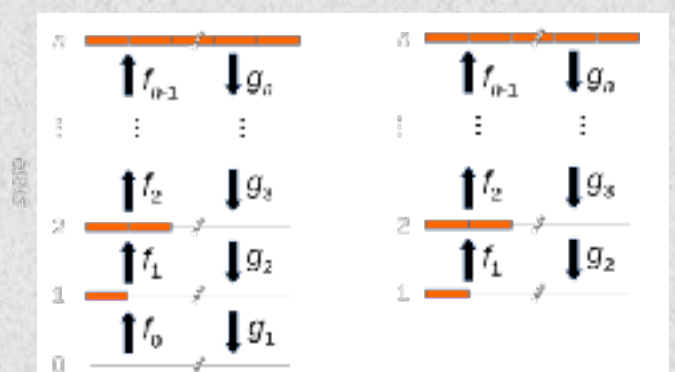 n n
f_{n-1} g_n f_{n-1} g_n
⋮ ⋮ ⋮ ⋮
f_2 g_3 f_2 g_3
2 2
f_1 g_2 f_1 g_2
1 1
f_0 g_1
0
state